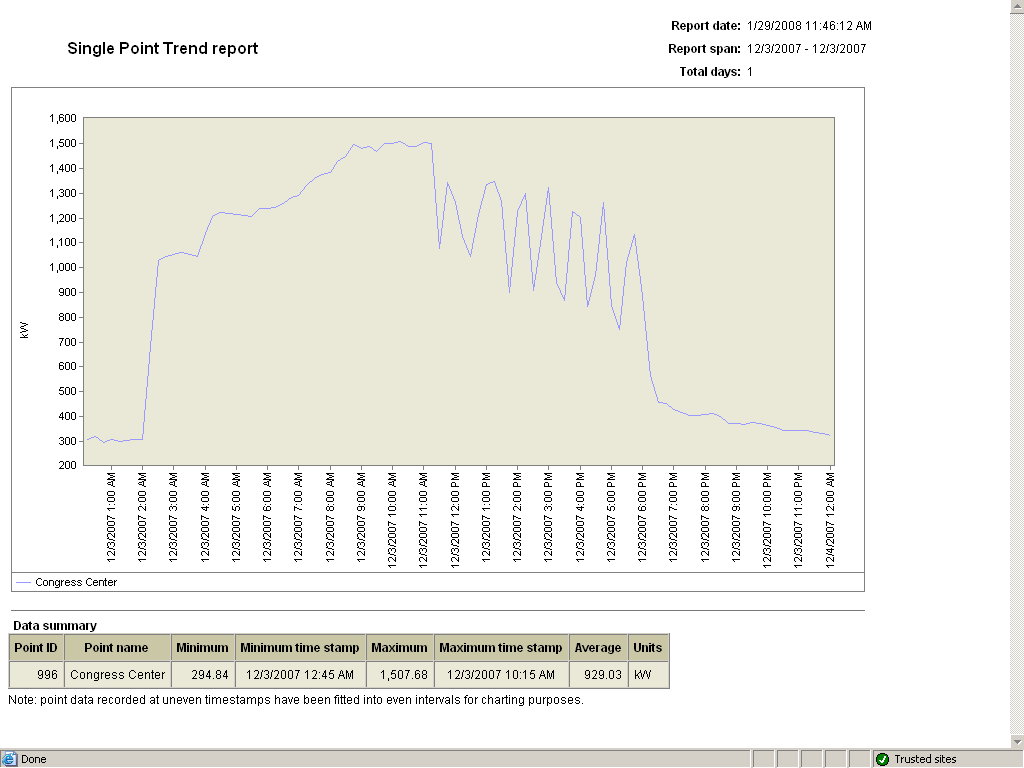 Report date: 1/29/2008 11:46:12 AM
Single Point Trend report
Report span: 12/3/2007 - 12/3/2007
Total days: 1
1,600
1,500
1,400
1,300
1,200
1,100
1,000
900
800
700
600
500
400
300
200
kW
12/3/2007 1:00 AM
12/3/2007 2:00 AM
12/3/2007 3:00 AM
12/3/2007 4:00 AM
12/3/2007 5:00 AM
12/3/2007 6:00 AM
12/3/2007 7:00 AM
12/3/2007 8:00 AM
12/3/2007 9:00 AM
12/3/2007 10:00 AM
12/3/2007 11:00 AM
12/3/2007 12:00 PM
12/3/2007 1:00 PM
12/3/2007 2:00 PM
12/3/2007 3:00 PM
12/3/2007 4:00 PM
12/3/2007 5:00 PM
12/3/2007 6:00 PM
12/3/2007 7:00 PM
12/3/2007 8:00 PM
12/3/2007 9:00 PM
12/3/2007 10:00 PM
12/3/2007 11:00 PM
12/4/2007 12:00 AM
Congress Center
Data summary
Point ID Point name Minimum Minimum time stamp Maximum Maximum time stamp Average Units
996 Congress Center 294.84 12/3/2007 12:45 AM 1,507.68 12/3/2007 10:15 AM 929.03 kW
Note: point data recorded at uneven timestamps have been fitted into even intervals for charting purposes.
Done Trusted sites